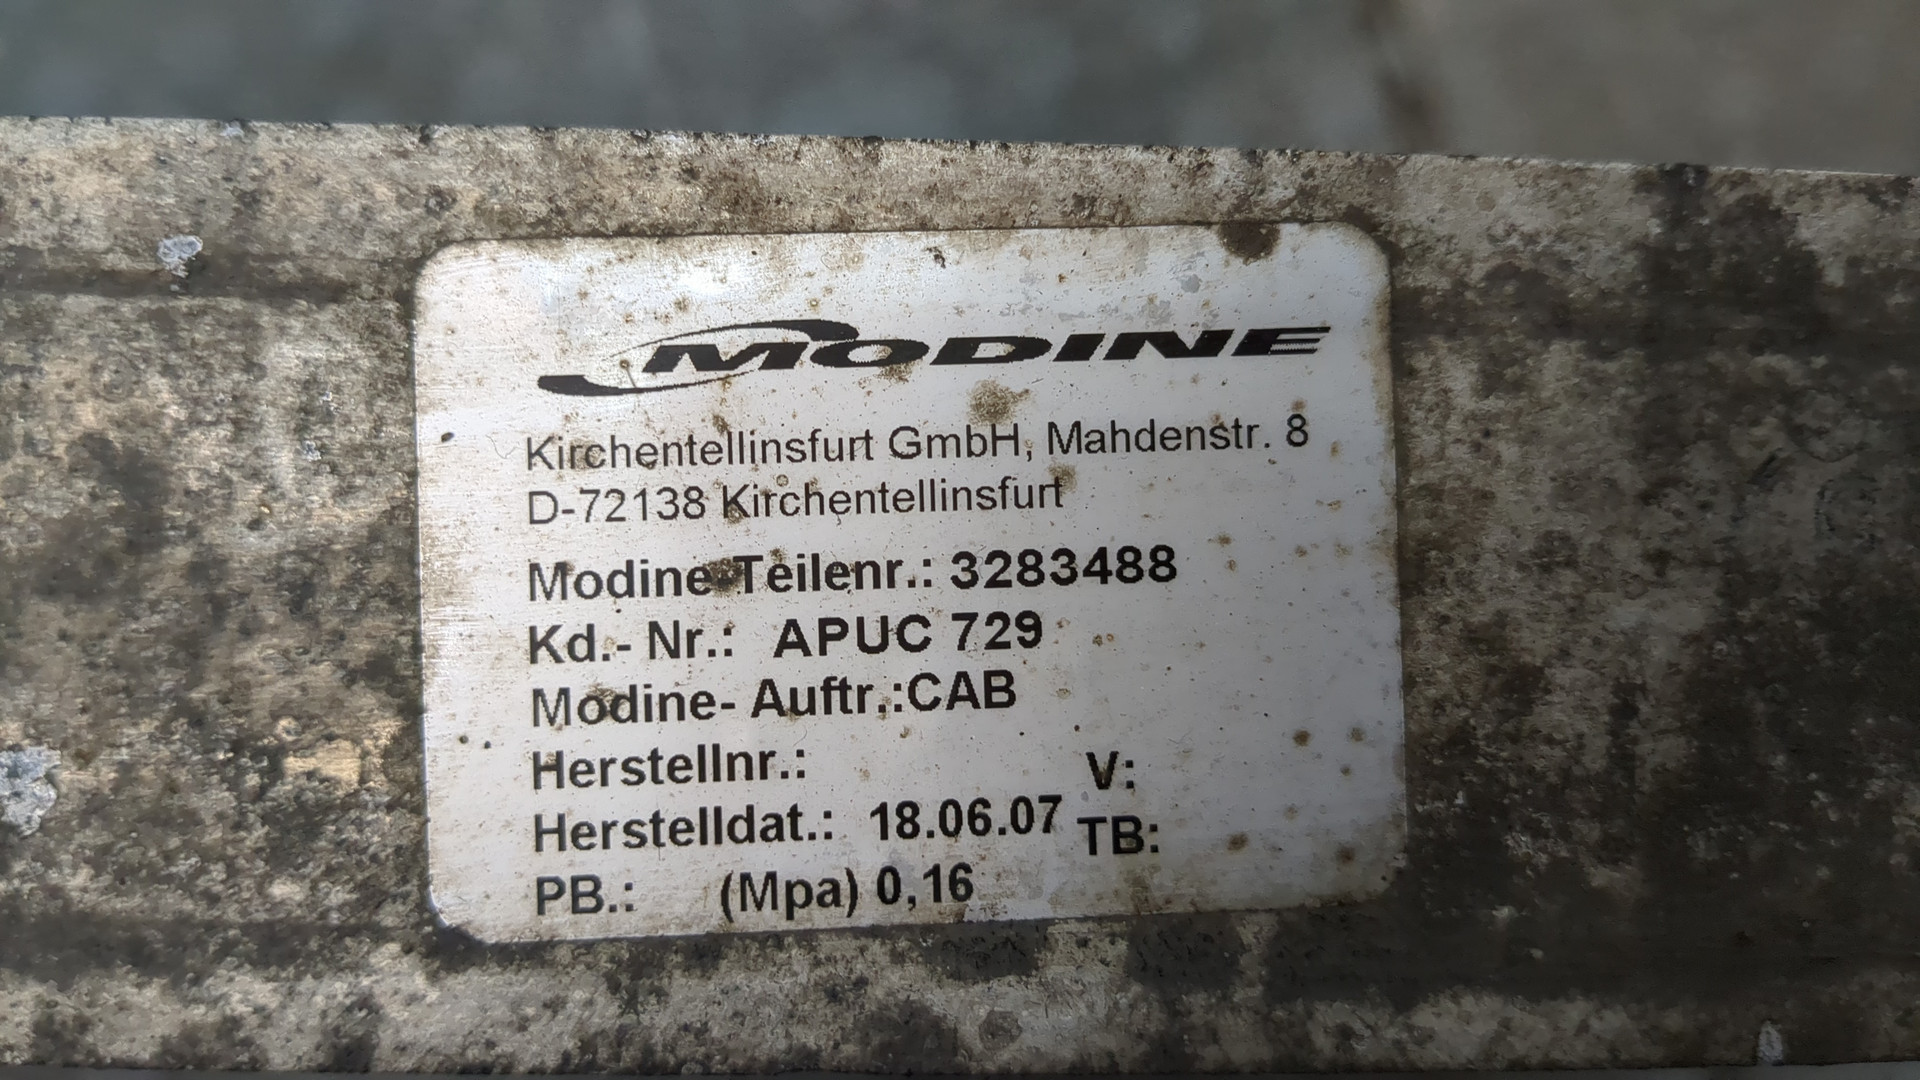 MODINE
Kirchentellinsfurt GmbH, Mahdenstr. 8
D-72138 Kirchentellinsfurt
Modine-Teilenr.: 3283488
Kd.- Nr.: APUC 729
Modine- Auftr.:CAB
Herstellnr.: V:
Herstelldat.: 18.06.07 TB:
PB.: (Mpa) 0,16